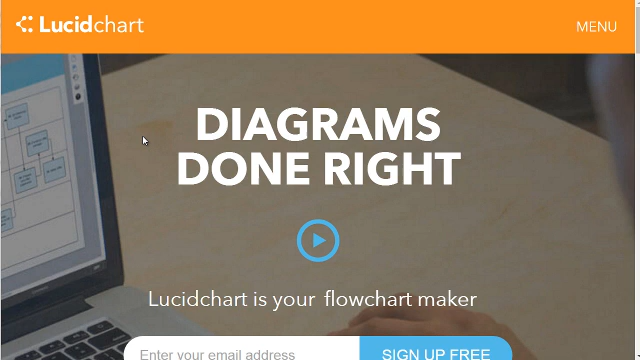 Lucidchart
MENU
DIAGRAMS
DONE RIGHT
Lucidchart is your flowchart maker
Enter your email address
SIGN UP FREE